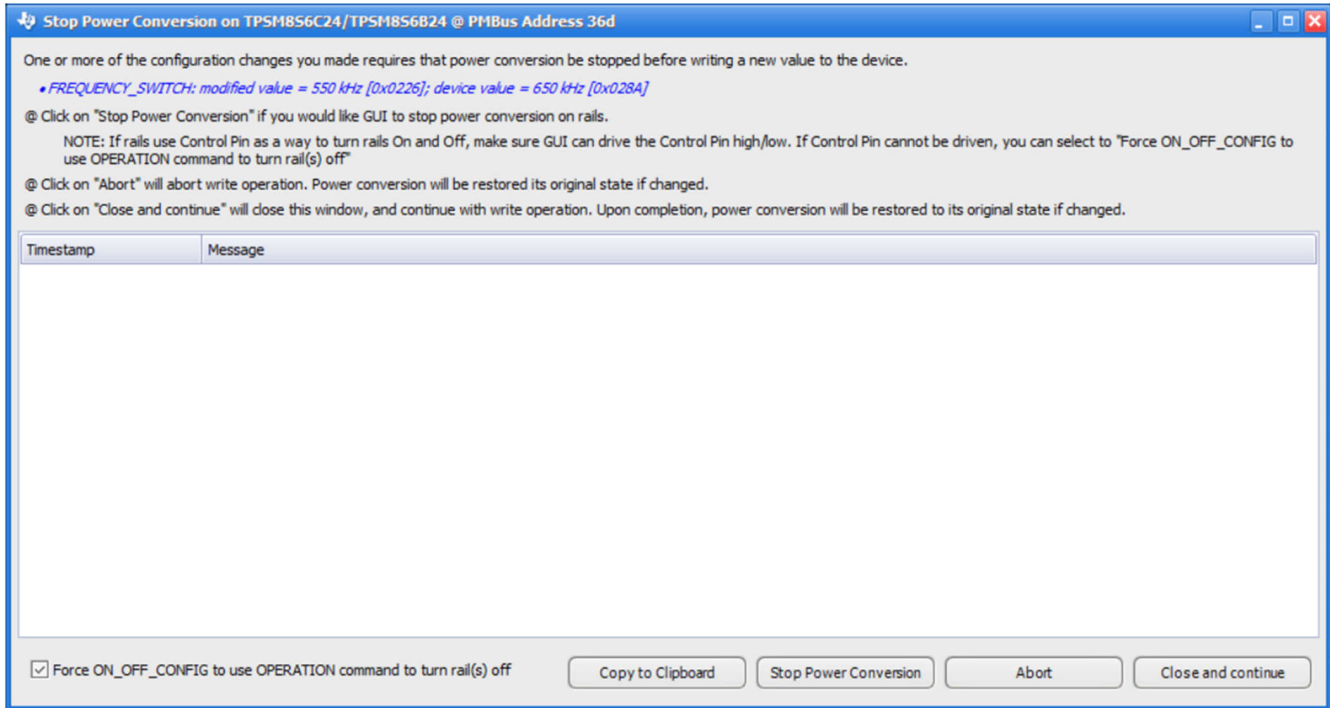 Stop Power Conversion on TPSM8S6C24/TPSM8S6B24 @ PMBus Address 36d
One or more of the configuration changes you made requires that power conversion be stopped before writing a new value to the device.
• FREQUENCY_SWITCH: modified value = 550 kHz [0x0226]; device value = 650 kHz [0x028A]
@ Click on "Stop Power Conversion" if you would like GUI to stop power conversion on rails.
NOTE: If rails use Control Pin as a way to turn rails On and Off, make sure GUI can drive the Control Pin high/low. If Control Pin cannot be driven, you can select to "Force ON_OFF_CONFIG to
use OPERATION command to turn rail(s) off"
@ Click on "Abort" will abort write operation. Power conversion will be restored its original state if changed.
@ Click on "Close and continue" will close this window, and continue with write operation. Upon completion, power conversion will be restored to its original state if changed.
Timestamp Message
Force ON_OFF_CONFIG to use OPERATION command to turn rail(s) off Copy to Clipboard Stop Power Conversion Abort Close and continue